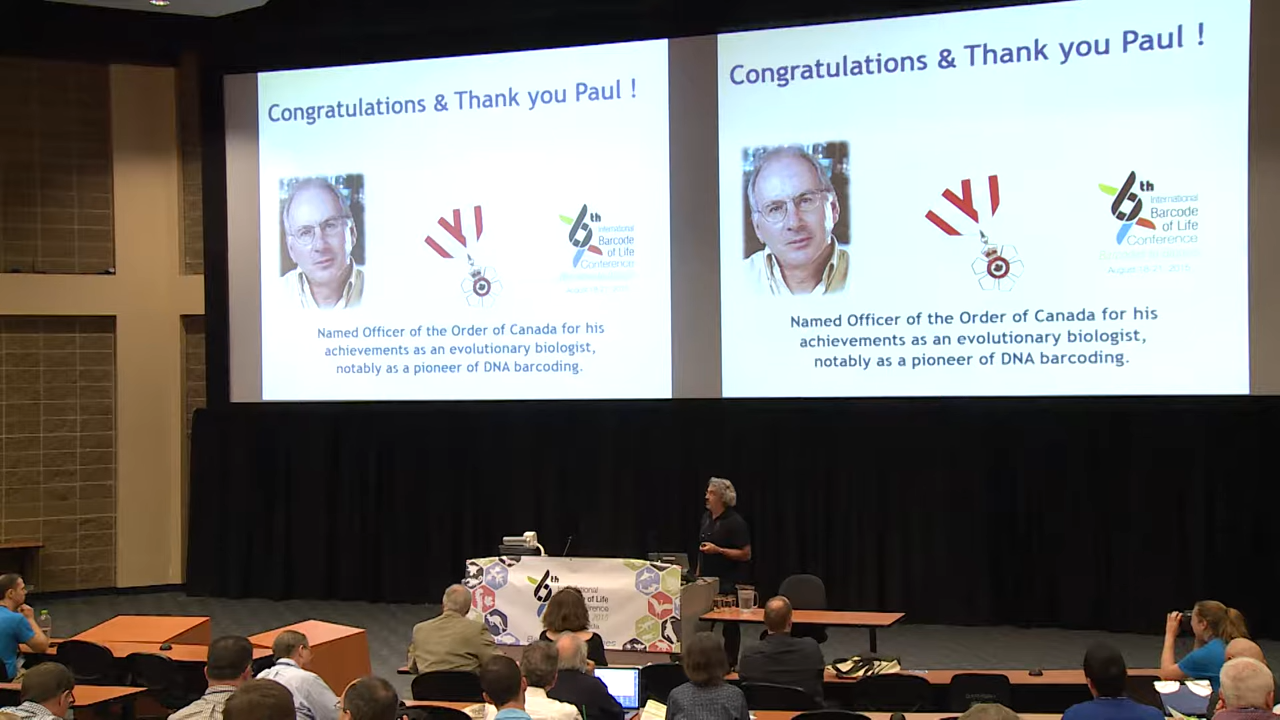 Congratulations & Thank you Paul !
6th
International
Barcode
of Life
Conference
Named Officer of the Order of Canada for his
achievements as an evolutionary biologist,
notably as a pioneer of DNA barcoding.
Congratulations & Thank you Paul !
6th
International
Barcode
of Life
Conference
Named Officer of the Order of Canada for his
achievements as an evolutionary biologist,
notably as a pioneer of DNA barcoding.
6th
of Life